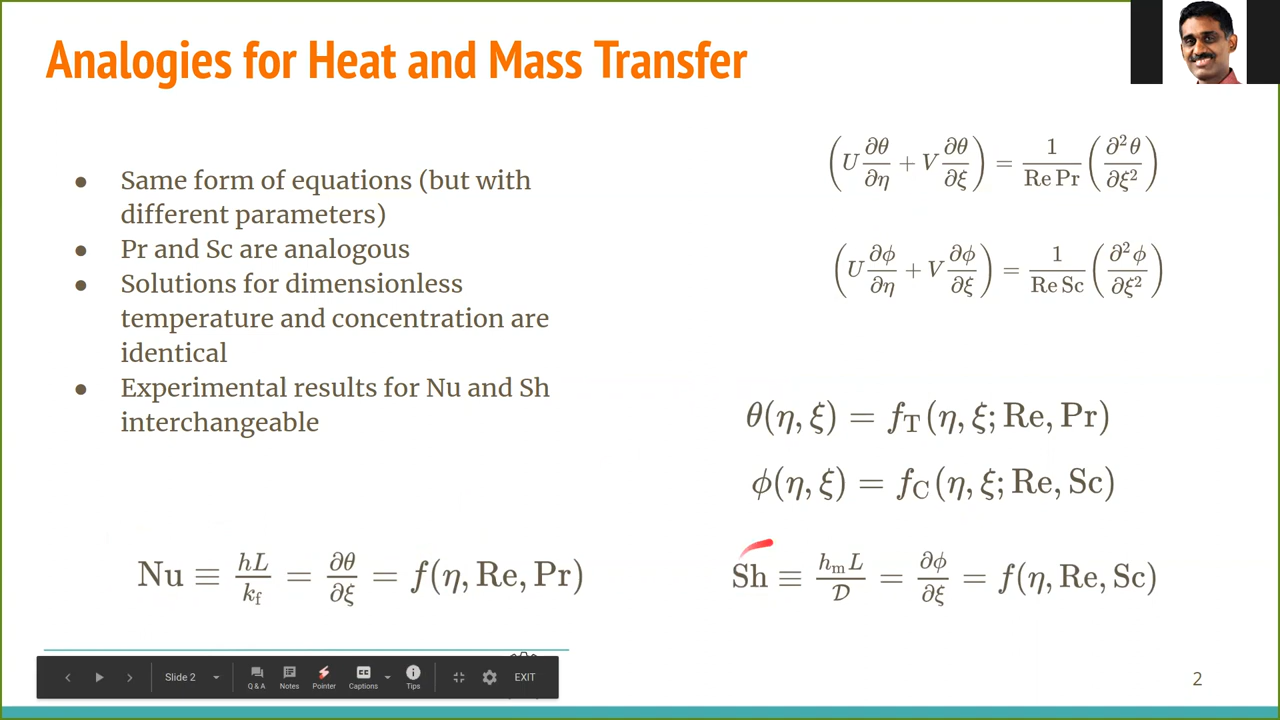 Analogies for Heat and Mass Transfer
● Same form of equations (but with
different parameters)
● Pr and Sc are analogous
● Solutions for dimensionless
temperature and concentration are
identical
● Experimental results for Nu and Sh
interchangeable
(U ∂θ/∂η + V ∂θ/∂ξ) = 1/(Re Pr) (∂²θ/∂ξ²)
(U ∂ϕ/∂η + V ∂ϕ/∂ξ) = 1/(Re Sc) (∂²ϕ/∂ξ²)
θ(η, ξ) = f_T(η, ξ; Re, Pr)
ϕ(η, ξ) = f_C(η, ξ; Re, Sc)
Nu ≡ hL/k_f = ∂θ/∂ξ = f(η, Re, Pr)
Sh ≡ h_m L/𝒟 = ∂ϕ/∂ξ = f(η, Re, Sc)
Slide 2
Q & A
Notes
Pointer
Captions
Tips
EXIT
2